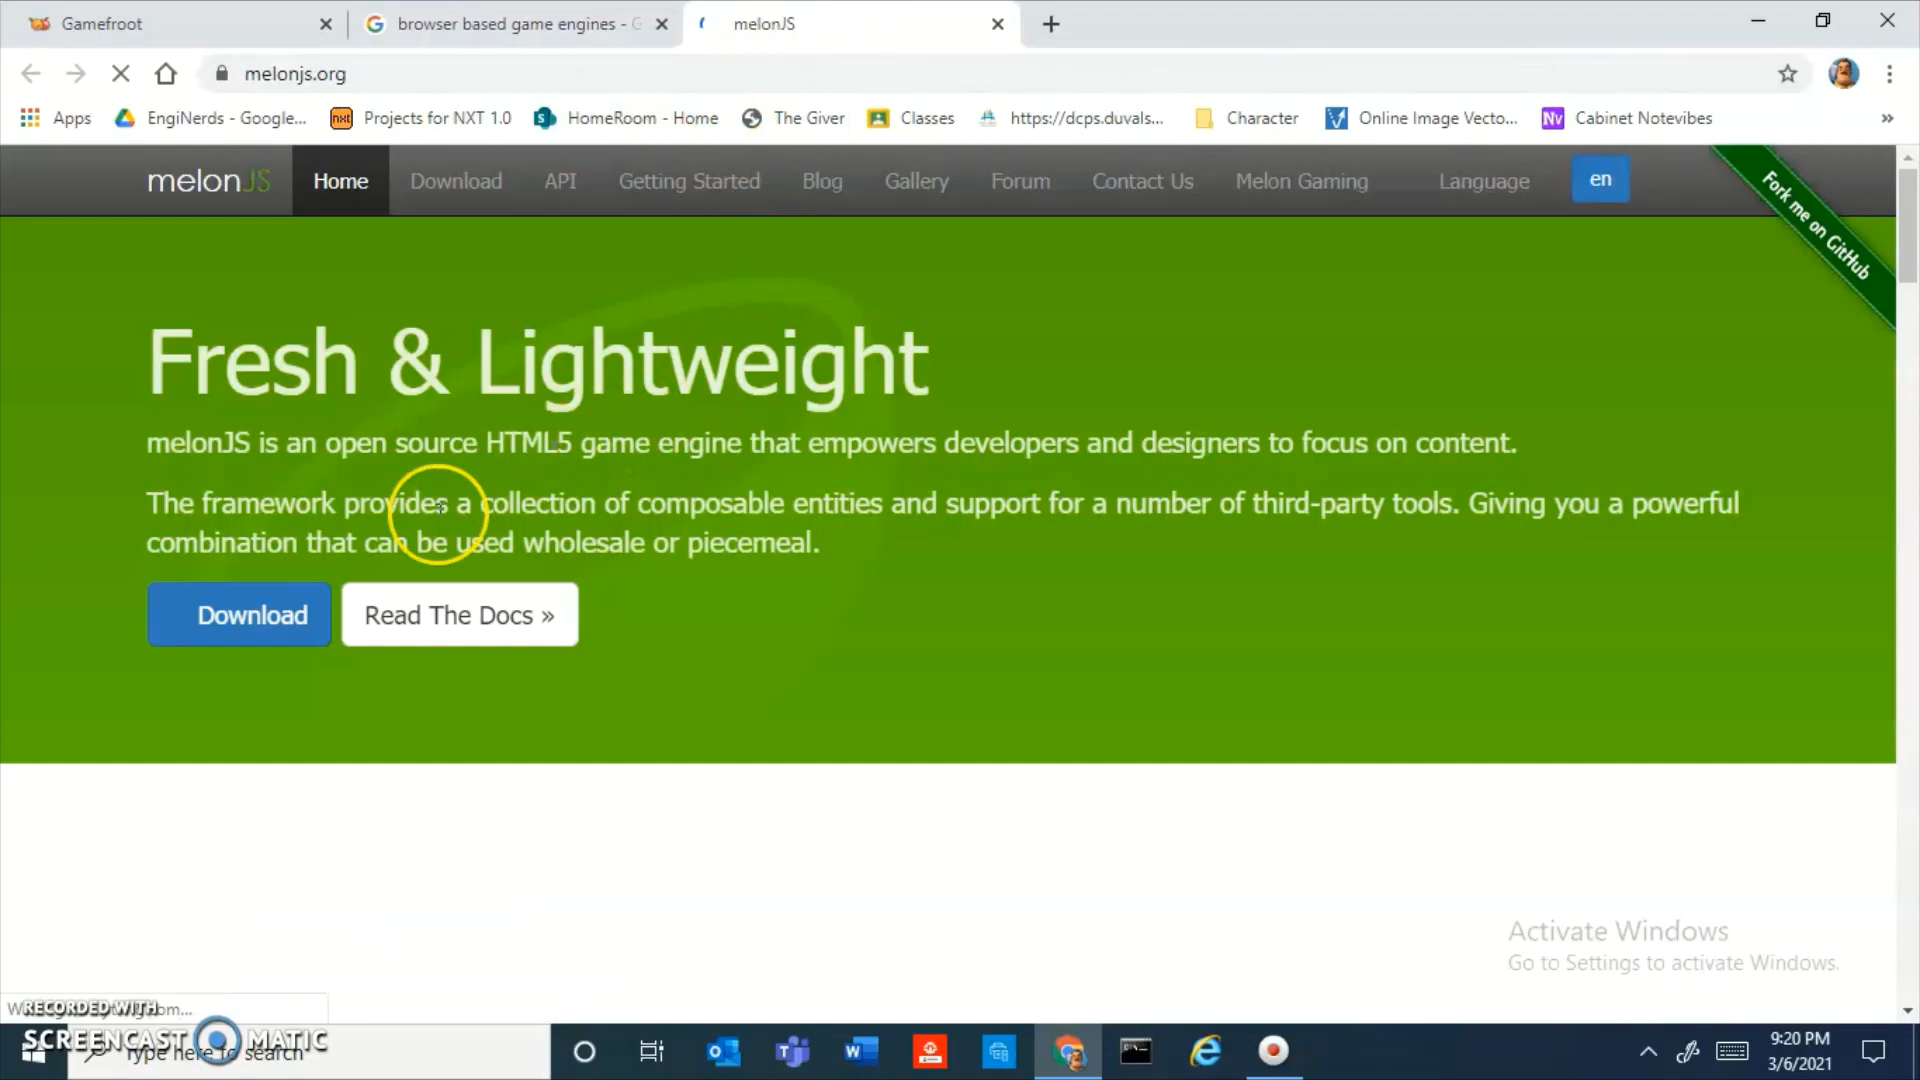 Gamefroot
browser based game engines - G
melonJS
melonjs.org
Apps
EngiNerds - Google...
nxt
Projects for NXT 1.0
HomeRoom - Home
The Giver
Classes
https://dcps.duvals...
Character
Online Image Vecto...
Nv
Cabinet Notevibes
»
melonJS
Home
Download
API
Getting Started
Blog
Gallery
Forum
Contact Us
Melon Gaming
Language
en
Fork me on GitHub
Fresh & Lightweight
melonJS is an open source HTML5 game engine that empowers developers and designers to focus on content.
The framework provides a collection of composable entities and support for a number of third-party tools. Giving you a powerful
combination that can be used wholesale or piecemeal.
Download
Read The Docs »
Activate Windows
Go to Settings to activate Windows.
RECORDED WITH
SCREENCAST MATIC
Type here to search
9:20 PM
3/6/2021